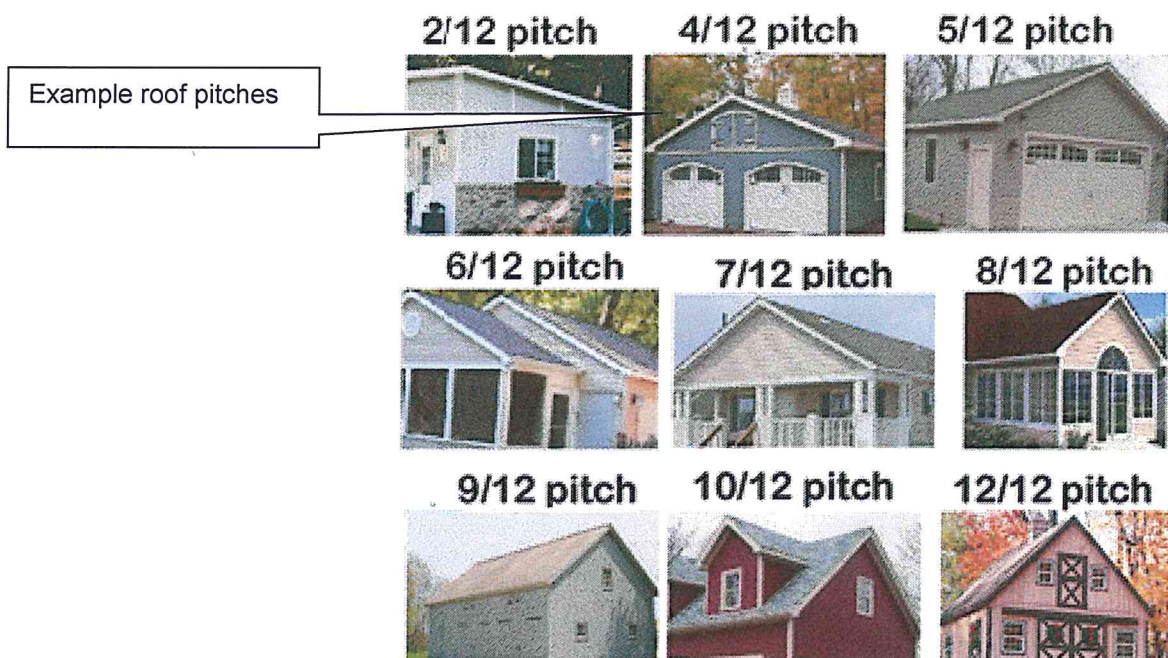 2/12 pitch 4/12 pitch 5/12 pitch
Example roof pitches
6/12 pitch 7/12 pitch 8/12 pitch
9/12 pitch 10/12 pitch 12/12 pitch